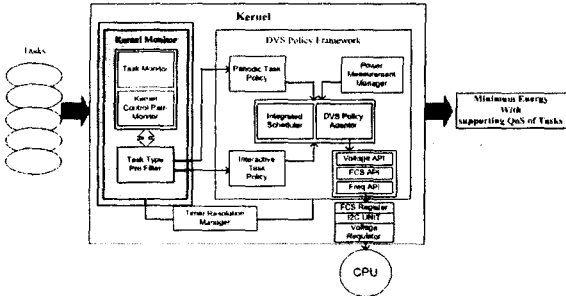 Kernel
Tasks
Kernel Monitor
Task Monitor
Kernel
Control Path
Monitor
Task Type
Pre Filter
DVS Policy Framework
Periodic Task
Policy
Power
Measurement
Manager
Integrated
Scheduler
DVS Policy
Adaptor
Interactive
Task
Policy
Voltage API
FCS API
Freq API
Timer Resolution
Manager
FCS Register
I2C UNIT
Voltage
Regulator
CPU
Minimum Energy
With
supporting QoS of Tasks